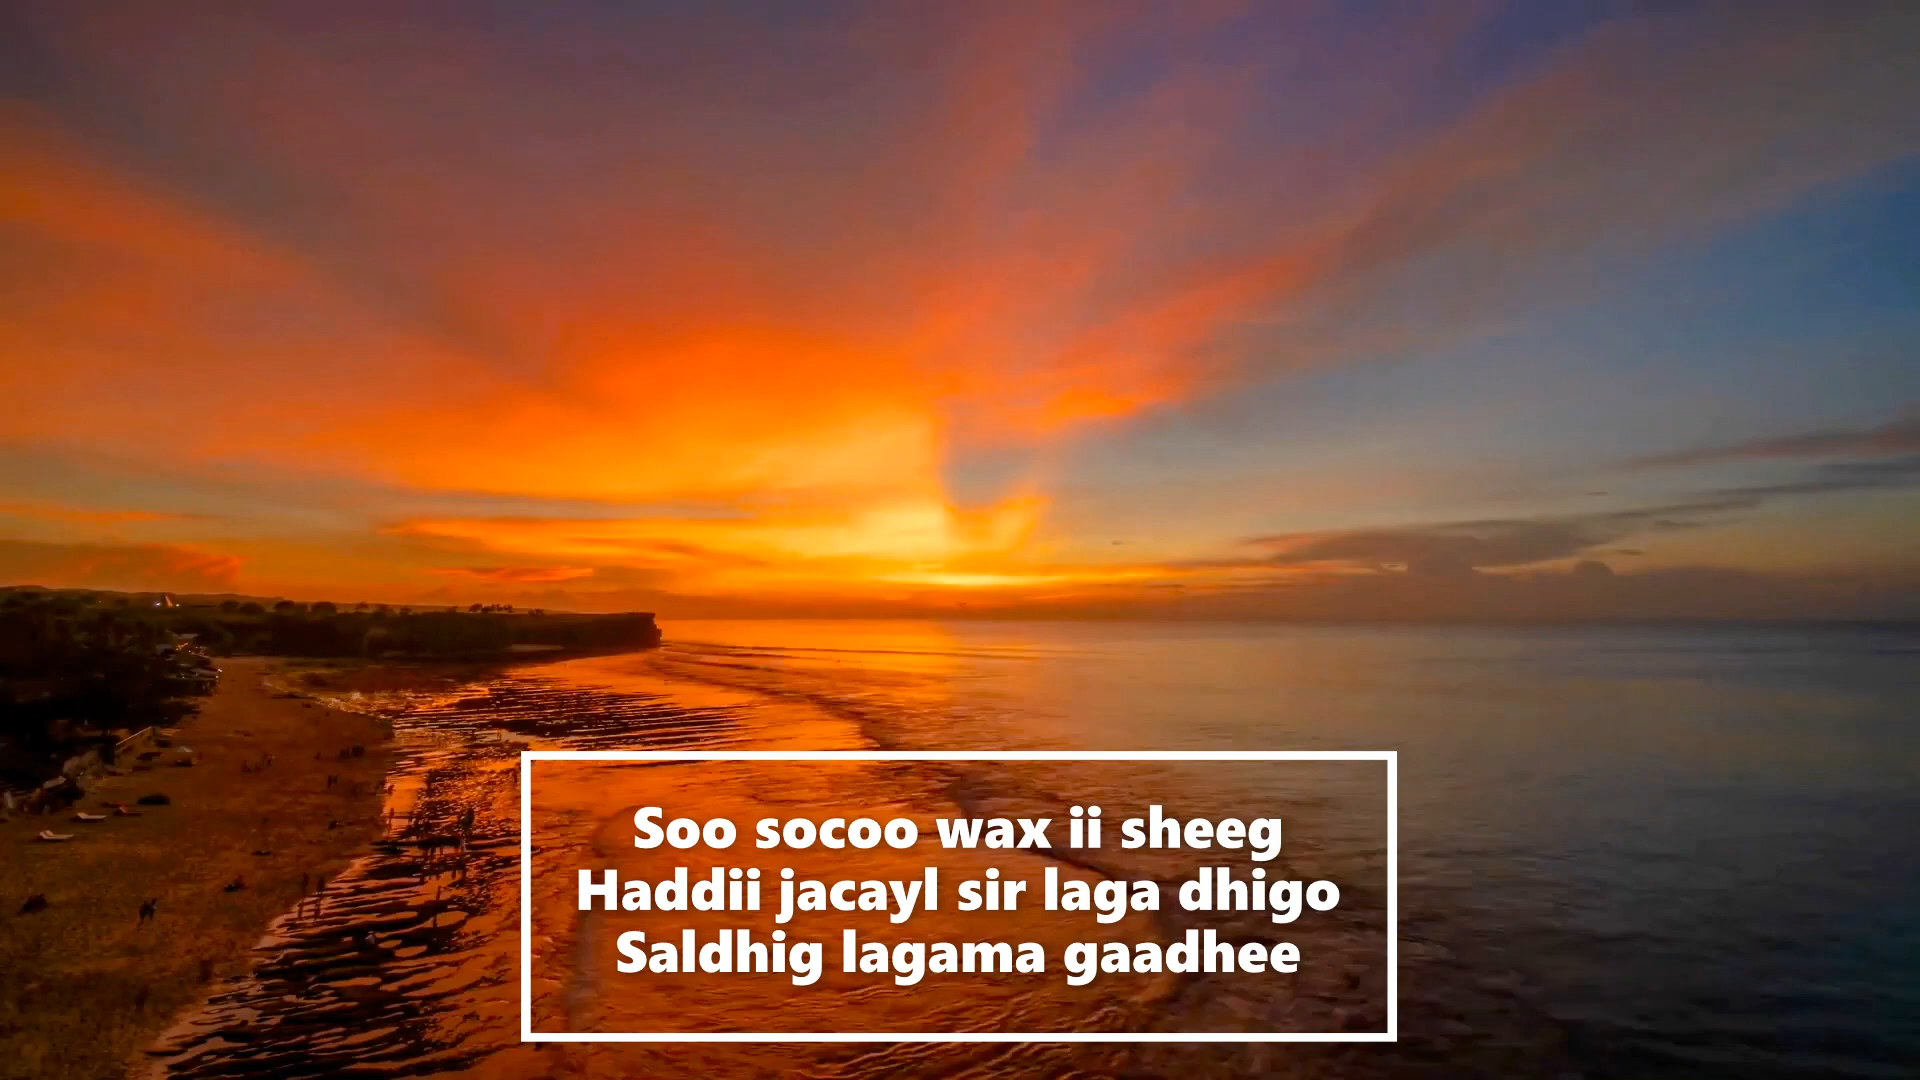 Soo socoo wax ii sheeg
Haddii jacayl sir laga dhigo
Saldhig lagama gaadhee